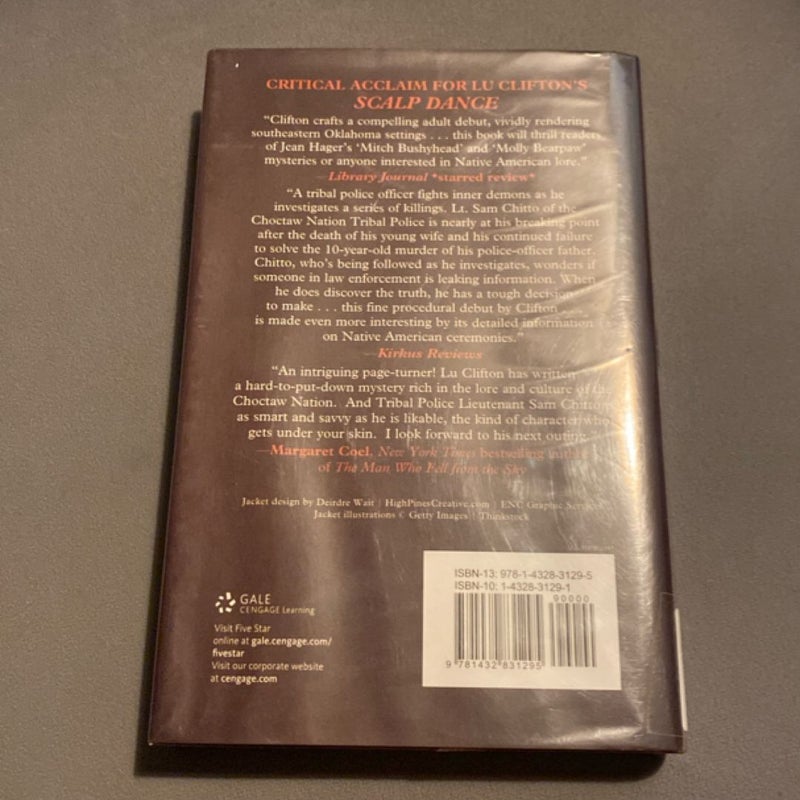 CRITICAL ACCLAIM FOR LU CLIFTON'S
SCALP DANCE
"Clifton crafts a compelling adult debut, vividly rendering
southeastern Oklahoma settings . . . this book will thrill readers
of Jean Hager's 'Mitch Bushyhead' and 'Molly Bearpaw'
mysteries or anyone interested in Native American lore."
—Library Journal *starred review*
"A tribal police officer fights inner demons as he
investigates a series of killings. Lt. Sam Chitto of the
Choctaw Nation Tribal Police is nearly at his breaking point
after the death of his young wife and his continued failure
to solve the 10-year-old murder of his police-officer father.
Chitto, who's being followed as he investigates, wonders if
someone in law enforcement is leaking information. When
he does discover the truth, he has a tough decision
to make . . . this fine procedural debut by Clifton
is made even more interesting by its detailed information
on Native American ceremonies."
—Kirkus Reviews
"An intriguing page-turner! Lu Clifton has written
a hard-to-put-down mystery rich in the lore and culture of the
Choctaw Nation. And Tribal Police Lieutenant Sam Chitto
as smart and savvy as he is likable, the kind of character who
gets under your skin. I look forward to his next outing."
—Margaret Coel, New York Times bestselling author
of The Man Who Fell from the Sky
Jacket design by Deirdre Wait | HighPinesCreative.com | ENC Graphic Services
Jacket illustrations © Getty Images | Thinkstock
ISBN-13: 978-1-4328-3129-5
ISBN-10: 1-4328-3129-1
90000
9 781432 831295
GALE
CENGAGE Learning
Visit Five Star
online at gale.cengage.com/
fivestar
Visit our corporate website
at cengage.com